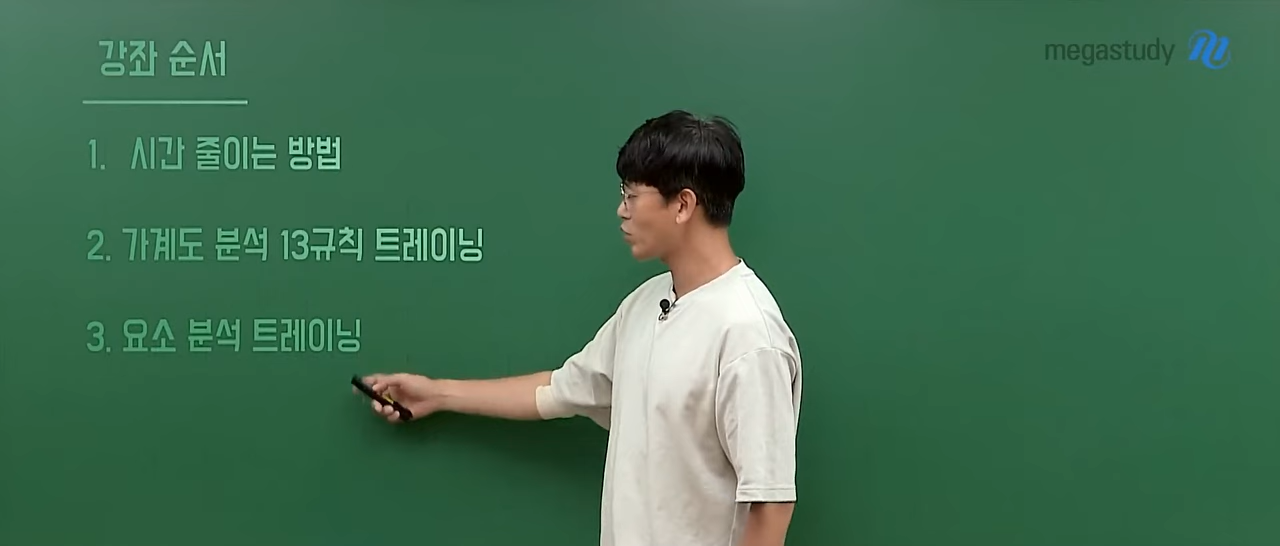 강좌 순서
megastudy
1. 시간 줄이는 방법
2. 가계도 분석 13규칙 트레이닝
3. 요소 분석 트레이닝